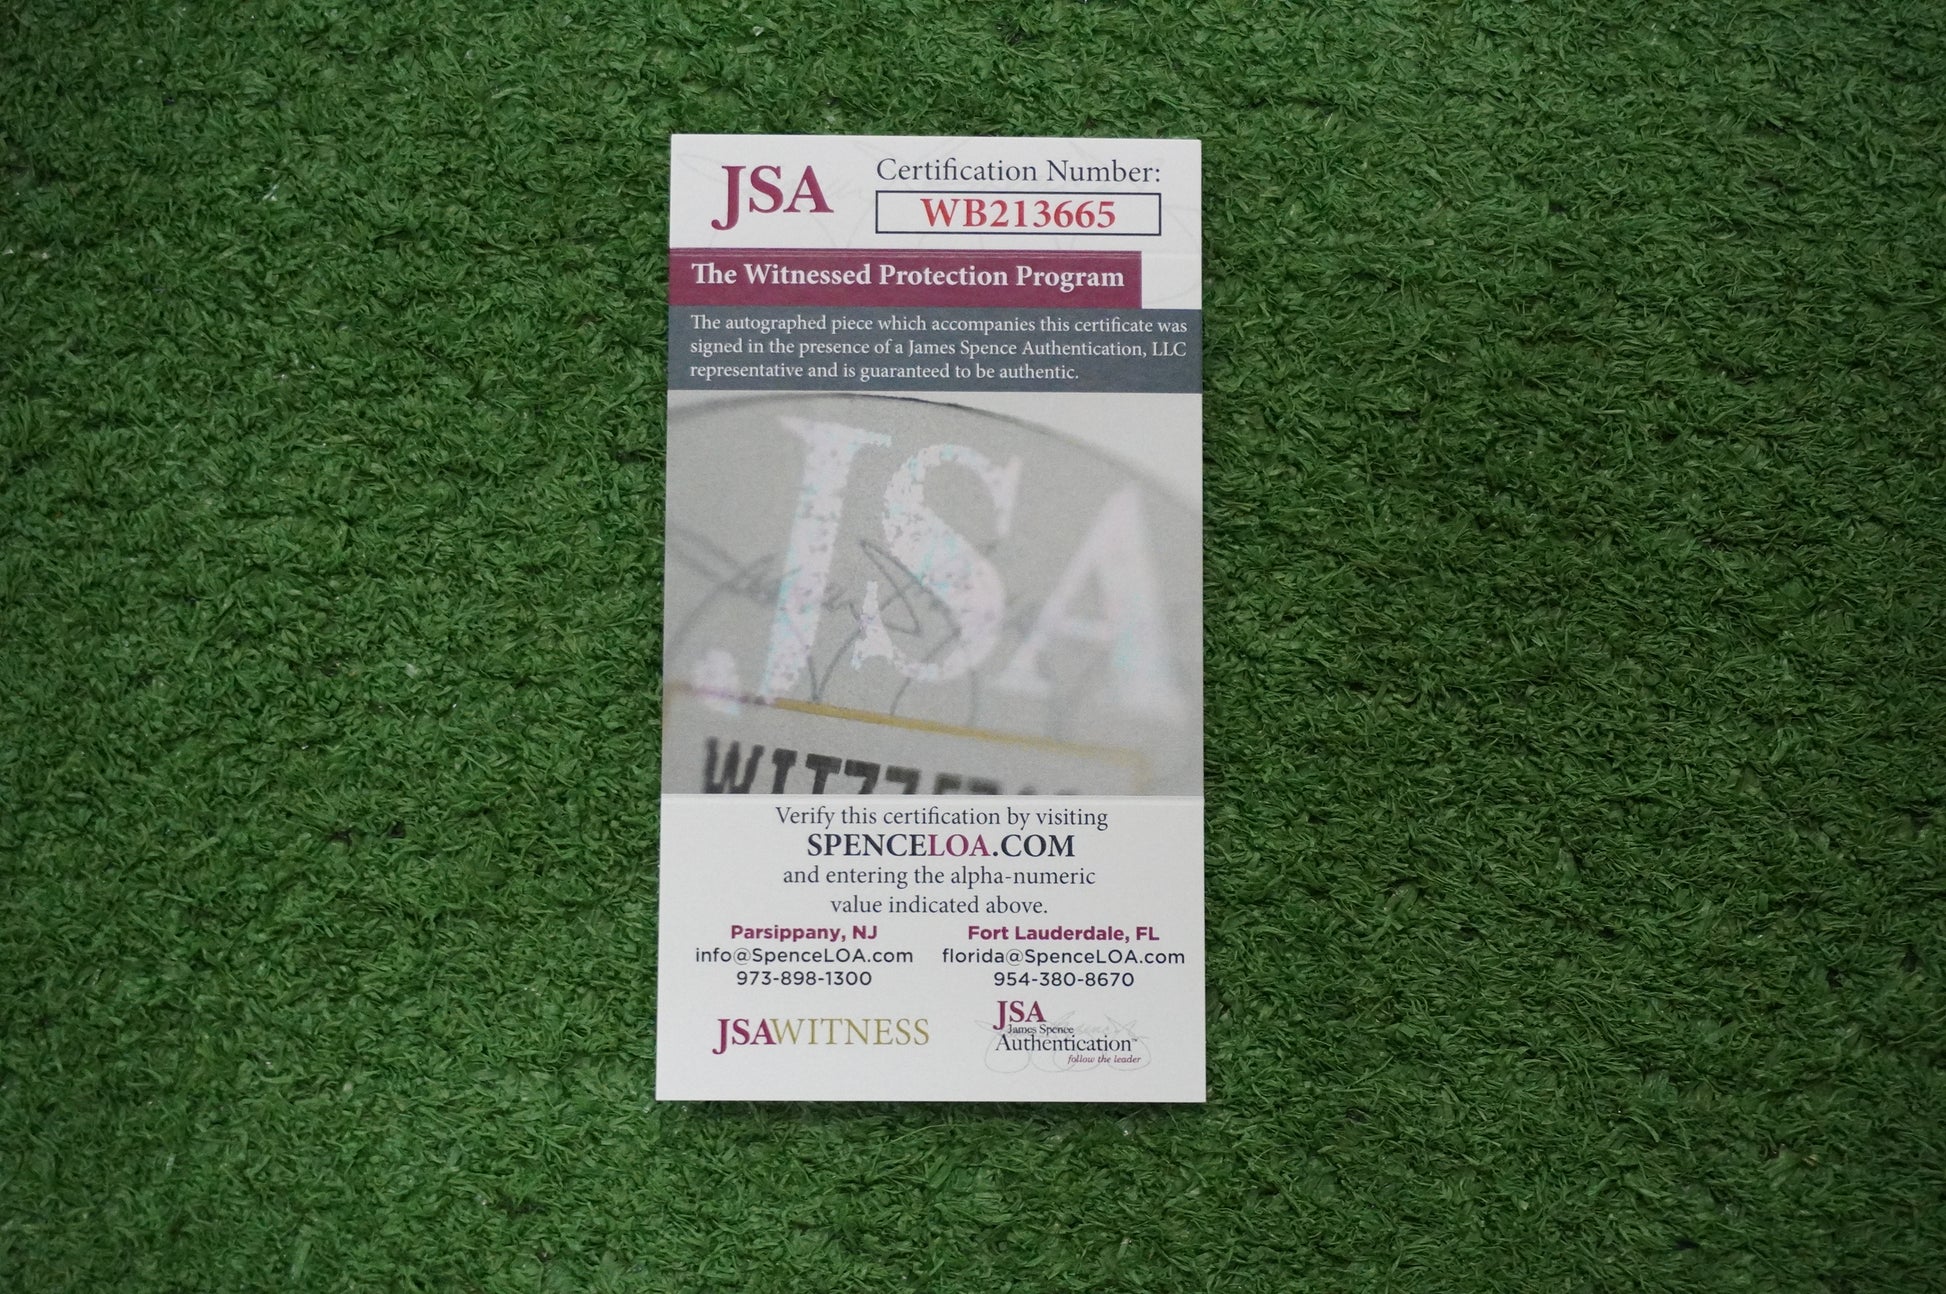 JSA
Certification Number:
WB213665
The Witnessed Protection Program
The autographed piece which accompanies this certificate was
signed in the presence of a James Spence Authentication, LLC
representative and is guaranteed to be authentic.
JSA
Verify this certification by visiting
SPENCELOA.COM
and entering the alpha-numeric
value indicated above.
Parsippany, NJ
info@SpenceLOA.com
973-898-1300
Fort Lauderdale, FL
florida@SpenceLOA.com
954-380-8670
JSAWITNESS
JSA
James Spence
Authentication™
follow the leader